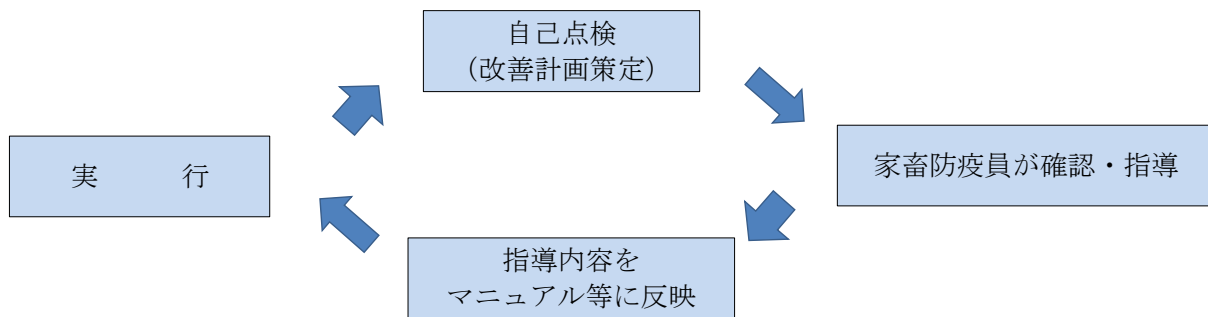 自己点検
（改善計画策定）
家畜防疫員が確認・指導
指導内容を
マニュアル等に反映
実　　　行